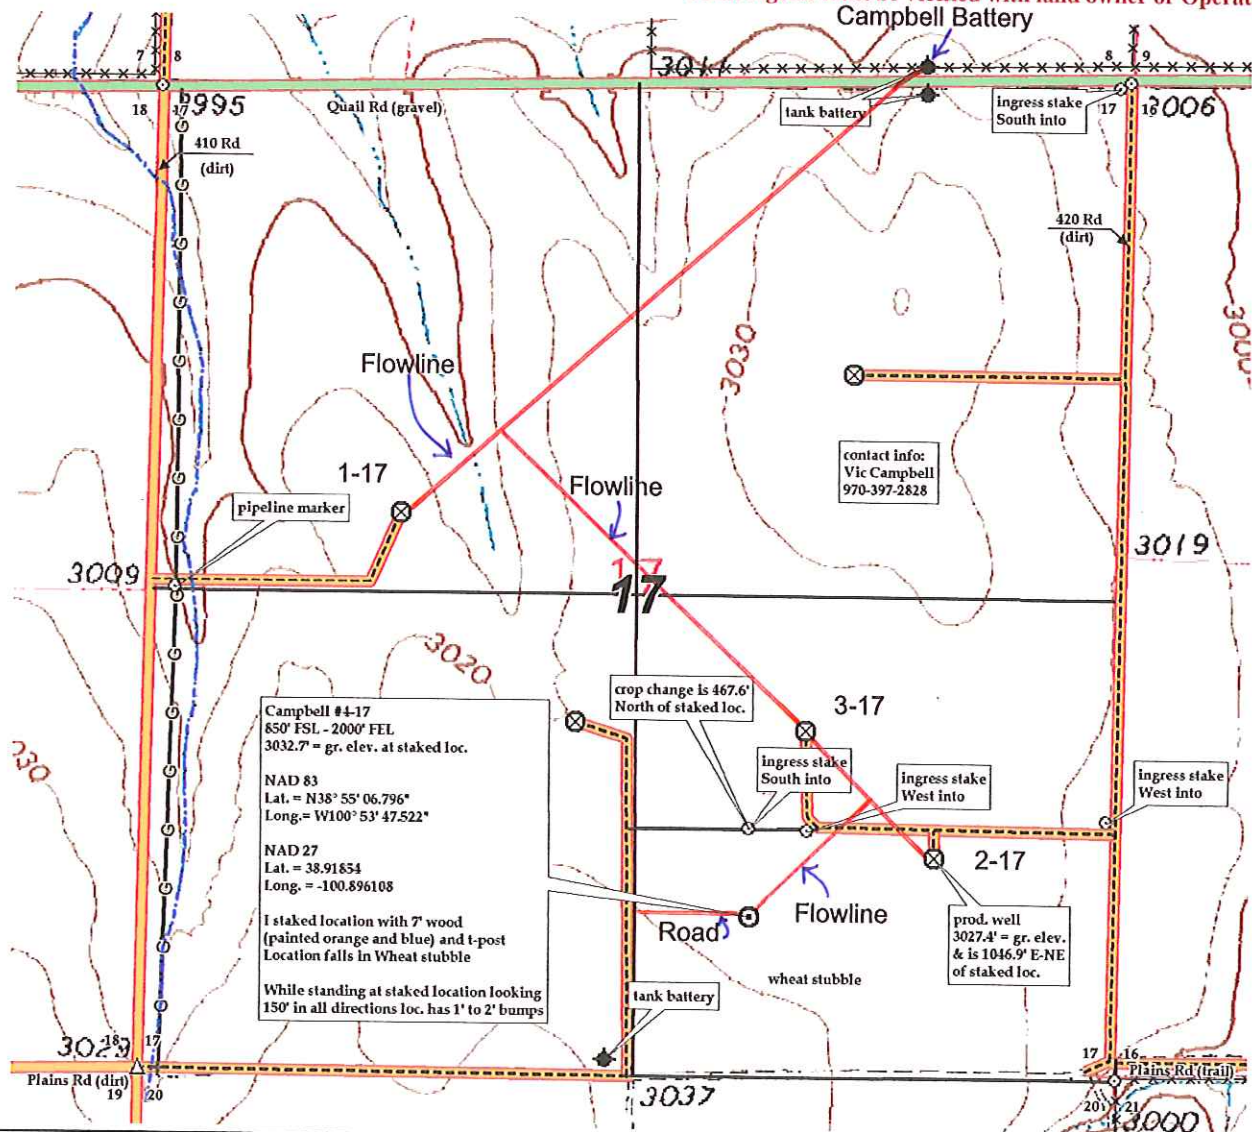 Campbell Battery
7 8
8 9
3011
Quail Rd (gravel)
tank battery
ingress stake
South into
18 17
1995
17 16
3006
410 Rd
(dirt)
420 Rd
(dirt)
3030
Flowline
1-17
contact info:
Vic Campbell
970-397-2828
pipeline marker
Flowline
3009
17
17
3019
3020
crop change is 467.6'
North of staked loc.
3-17
ingress stake
South into
ingress stake
West into
ingress stake
West into
Campbell #4-17
850' FSL - 2000' FEL
3032.7' = gr. elev. at staked loc.
NAD 83
Lat. = N38° 55' 06.796"
Long.= W100° 53' 47.522"
NAD 27
Lat. = 38.91854
Long. = -100.896108
I staked location with 7' wood
(painted orange and blue) and t-post
Location falls in Wheat stubble
While standing at staked location looking
150' in all directions loc. has 1' to 2' bumps
030
2-17
Flowline
Road
prod. well
3027.4' = gr. elev.
& is 1046.9' E-NE
of staked loc.
wheat stubble
tank battery
18 17
17 16
Plains Rd (dirt)
Plains Rd (trail)
19 20
3037
20 21
3000
G G G G G G G G G G G G G G G G